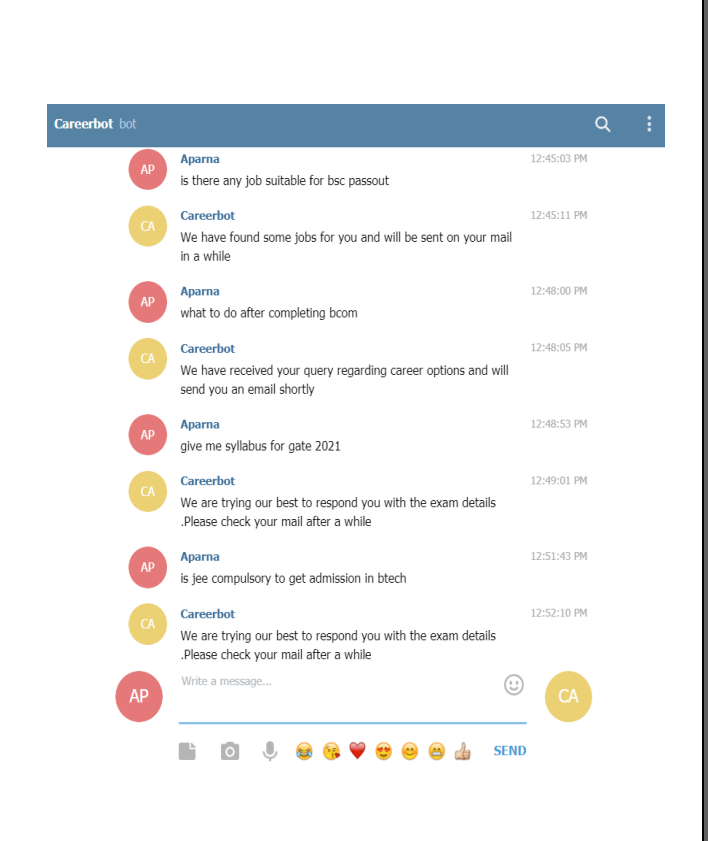 Careerbot bot
AP
Aprna 12:45:03 PM
is there any job suitable for bsc passout
CA
Careerbot 12:45:11 PM
We have found some jobs for you and will be sent on your mail
in a while
AP
Aparna 12:48:00 PM
what to do after completing bcom
CA
Careerbot 12:48:05 PM
We have received your query regarding career options and will
send you an email shortly
AP
Aparna 12:48:53 PM
give me syllabus for gate 2021
CA
Careerbot 12:49:01 PM
We are trying our best to respond you with the exam details
.Please check your mail after a while
AP
Aparna 12:51:43 PM
is jee compulsory to get admission in btech
CA
Careerbot 12:52:10 PM
We are trying our best to respond you with the exam details
.Please check your mail after a while
AP
Write a message...
CA
SEND